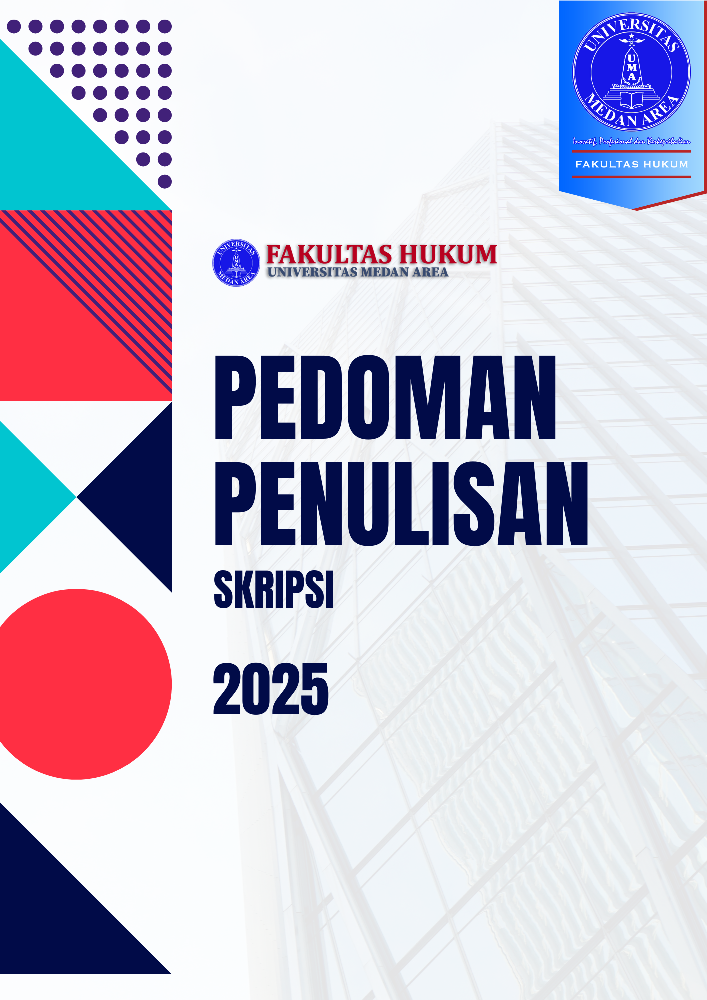 UNIVERSITAS
UMA
MEDAN AREA
Inovatif, Profesional dan Berkepribadian
FAKULTAS HUKUM
UNIVERSITAS
UMA
MEDAN AREA
FAKULTAS HUKUM
UNIVERSITAS MEDAN AREA
PEDOMAN
PENULISAN
SKRIPSI
2025